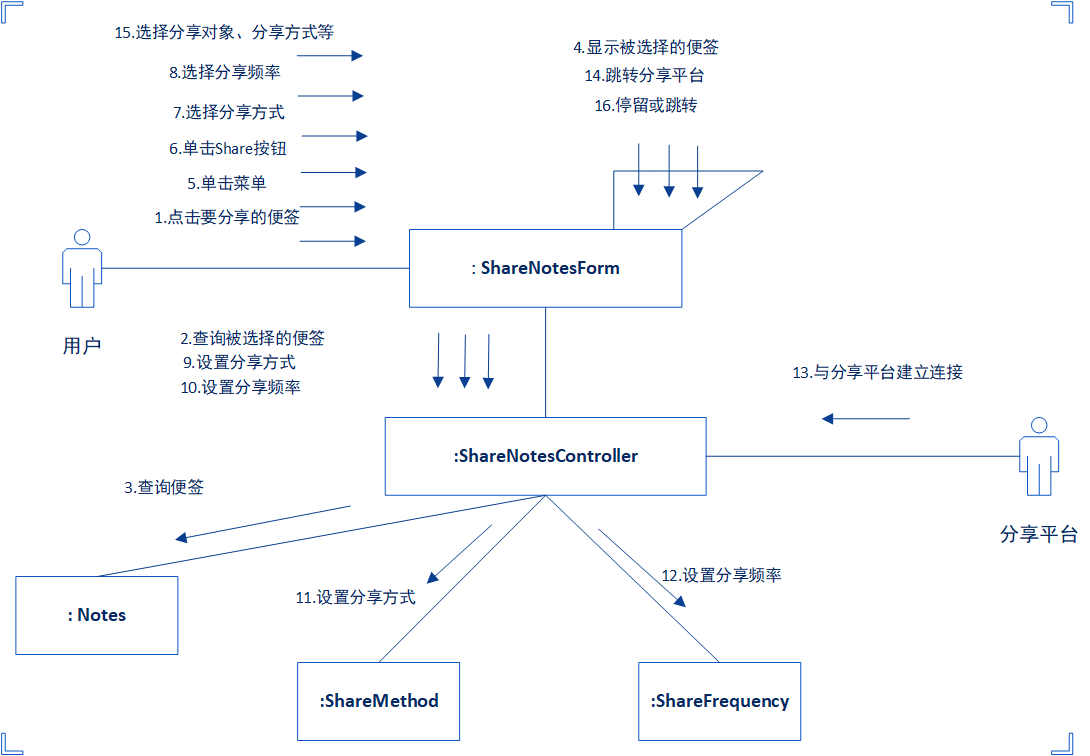 15.选择分享对象、分享方式等
8.选择分享频率
7.选择分享方式
6.单击Share按钮
5.单击菜单
1.点击要分享的便签
4.显示被选择的便签
14.跳转分享平台
16.停留或跳转
: ShareNotesForm
用户
2.查询被选择的便签
9.设置分享方式
10.设置分享频率
13.与分享平台建立连接
:ShareNotesController
分享平台
3.查询便签
11.设置分享方式
12.设置分享频率
: Notes
:ShareMethod
:ShareFrequency